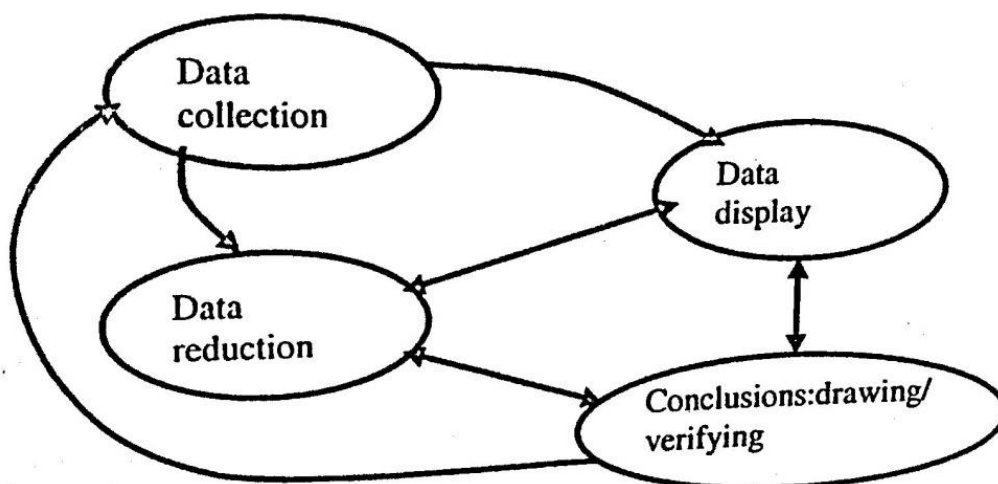 Data
collection
Data
display
Data
reduction
Conclusions:drawing/
verifying